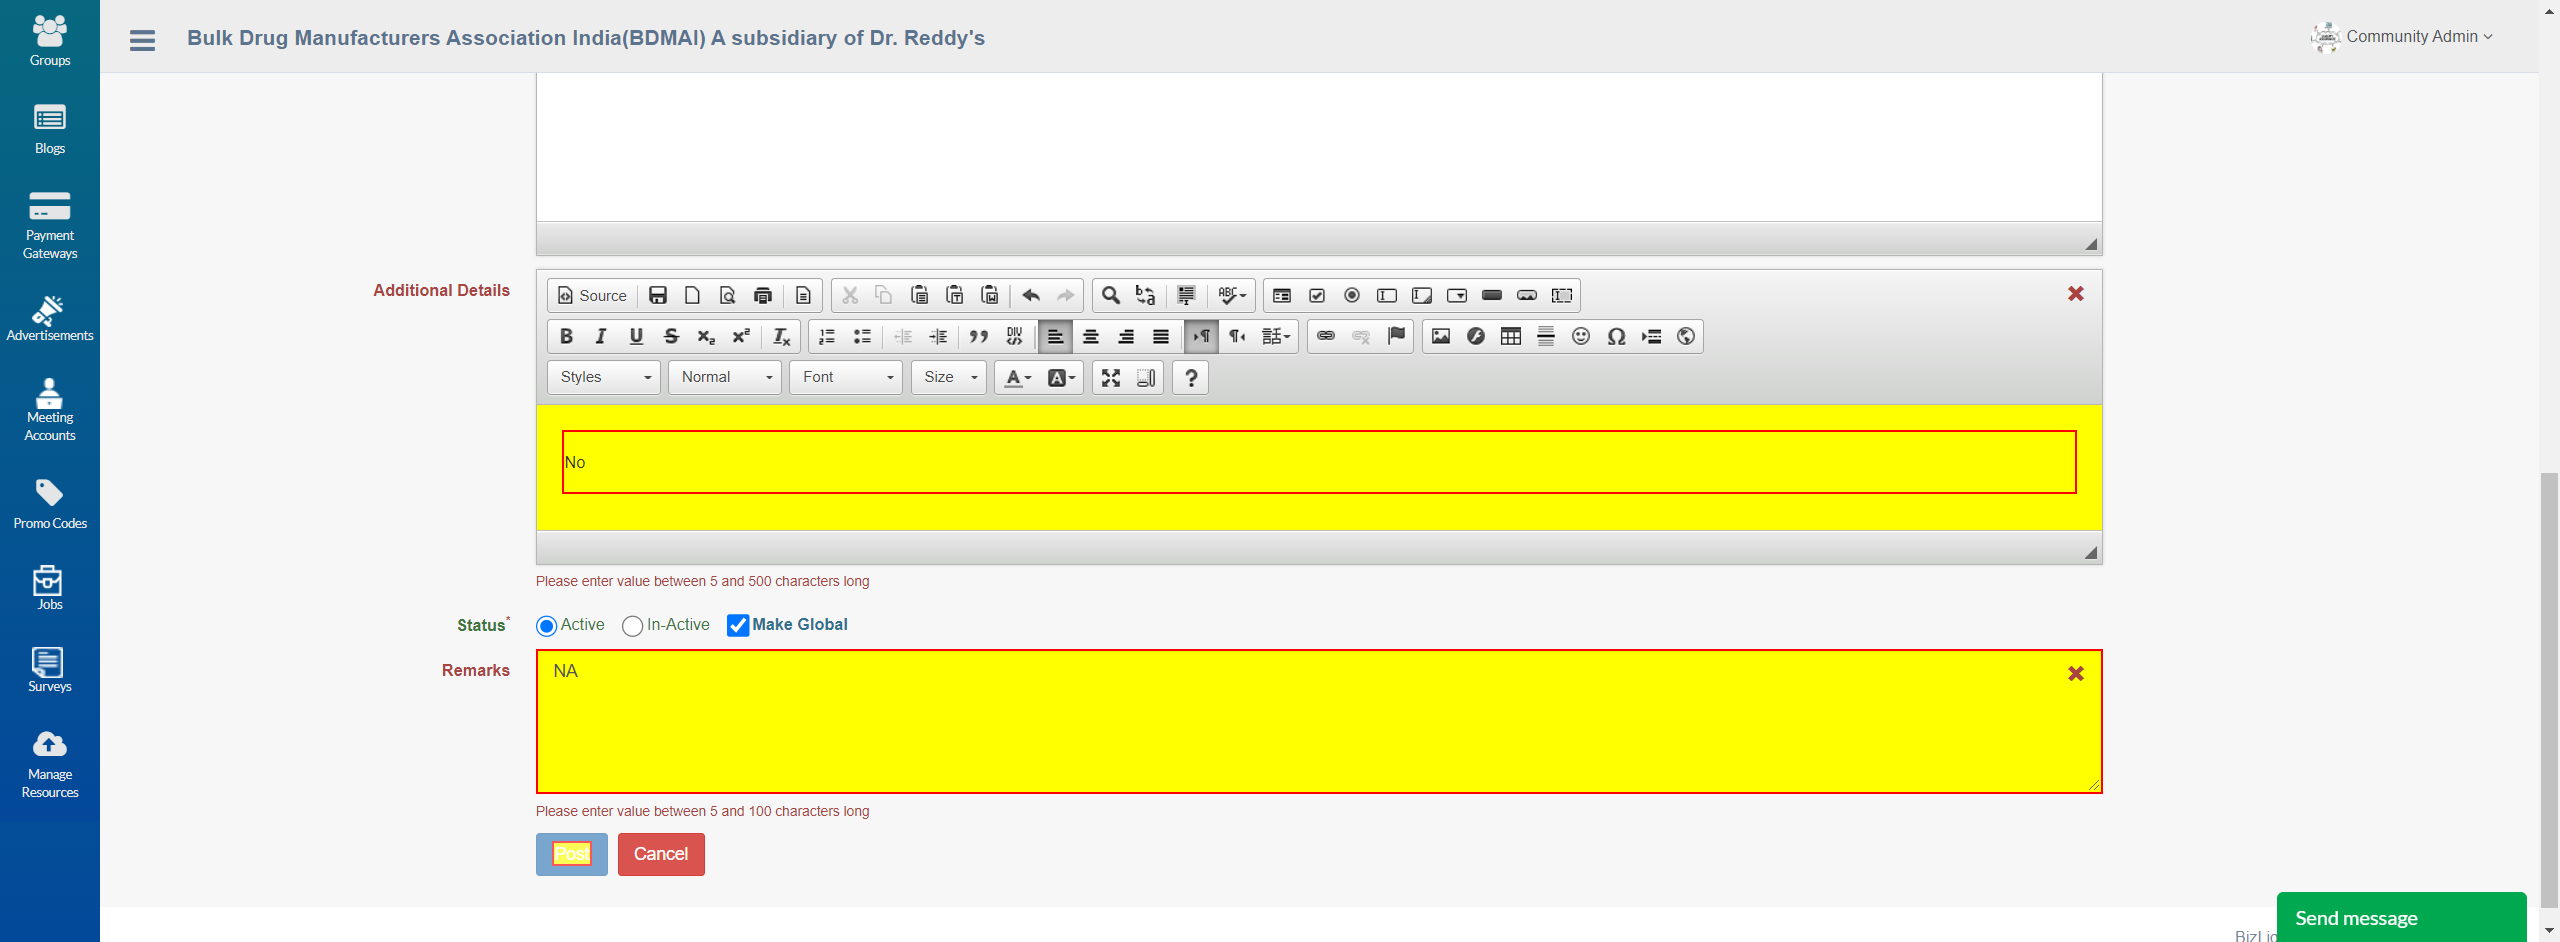 Groups
Bulk Drug Manufacturers Association India(BDMAI) A subsidiary of Dr. Reddy's
Community Admin
Blogs
Payment
Gateways
Advertisements
Meeting
Accounts
Promo Codes
Jobs
Surveys
Manage
Resources
Additional Details
Source
Styles
Normal
Font
Size
No
Please enter value between 5 and 500 characters long
Status*
Active
In-Active
Make Global
Remarks
NA
Please enter value between 5 and 100 characters long
Post
Cancel
Send message